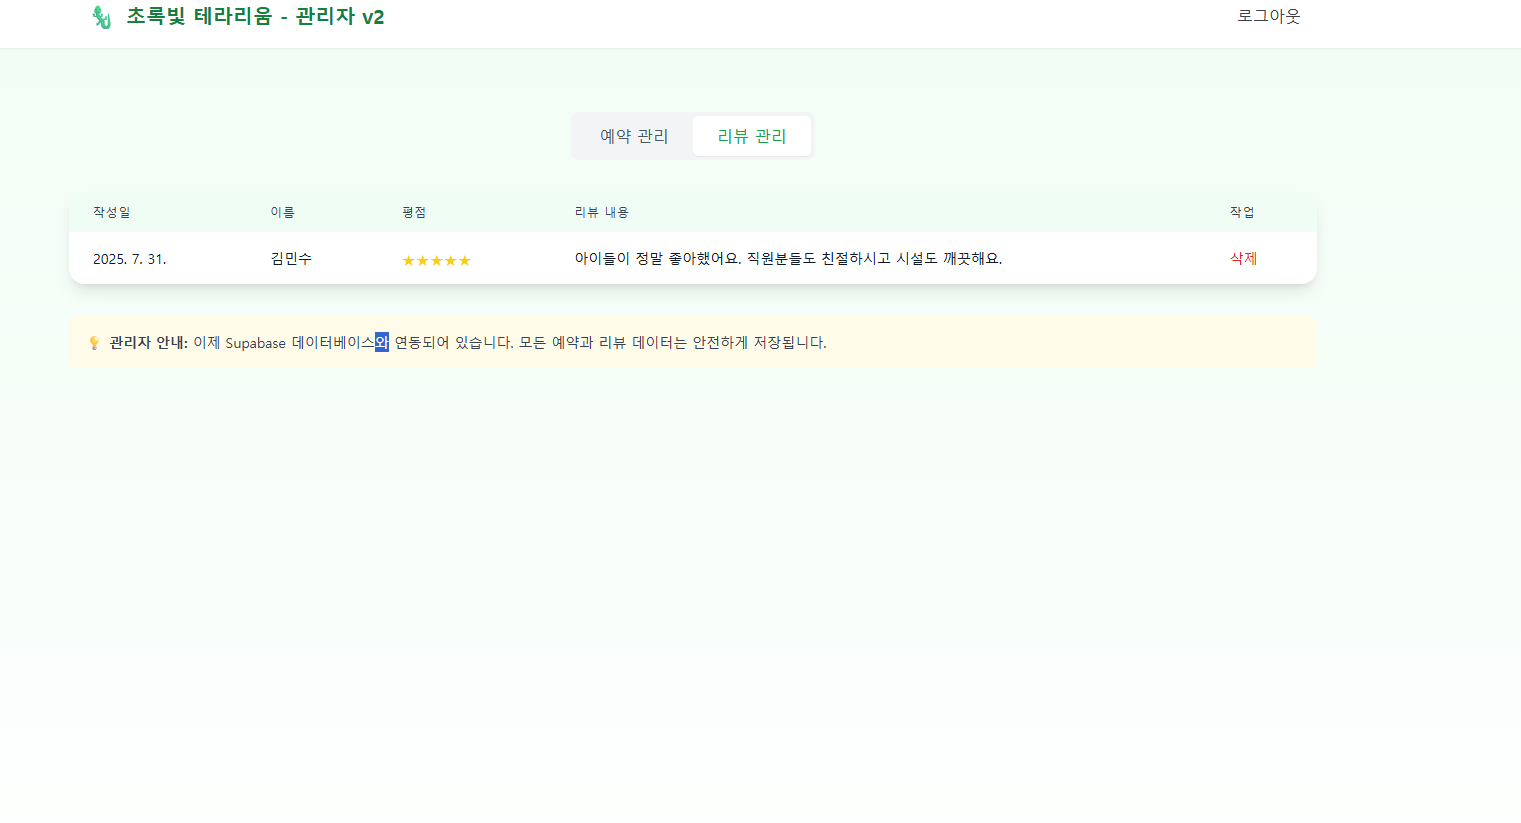 초록빛 테라리움 - 관리자 v2 로그아웃
예약 관리 리뷰 관리
작성일 이름 평점 리뷰 내용 작업
2025. 7. 31. 김민수 ★★★★★ 아이들이 정말 좋아했어요. 직원분들도 친절하시고 시설도 깨끗해요. 삭제
관리자 안내: 이제 Supabase 데이터베이스와 연동되어 있습니다. 모든 예약과 리뷰 데이터는 안전하게 저장됩니다.